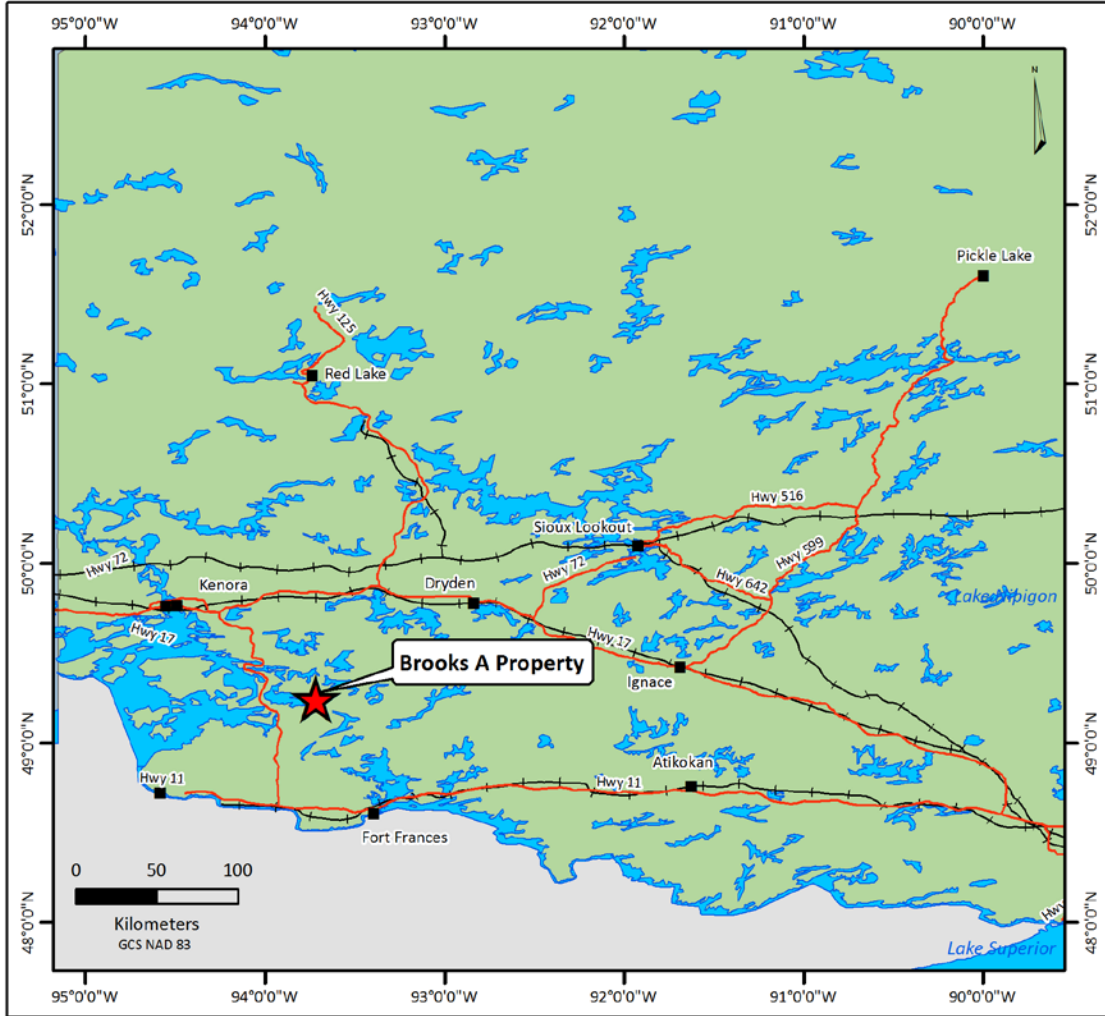 95°0'0"W
94°0'0"W
93°0'0"W
92°0'0"W
91°0'0"W
90°0'0"W
N
52°0'0"N
52°0'0"N
Pickle Lake
Hwy 125
Red Lake
51°0'0"N
51°0'0"N
Hwy 516
Sioux Lookout
Hwy 599
50°0'0"N
50°0'0"N
Hwy 72
Hwy 72
Kenora
Dryden
Hwy 642
Lake Nipigon
Hwy 17
Hwy 17
Brooks A Property
Ignace
49°0'0"N
49°0'0"N
Atikokan
Hwy 11
Hwy 11
Fort Frances
0 50 100
Kilometers
GCS NAD 83
48°0'0"N
48°0'0"N
Lake Superior
95°0'0"W
94°0'0"W
93°0'0"W
92°0'0"W
91°0'0"W
90°0'0"W